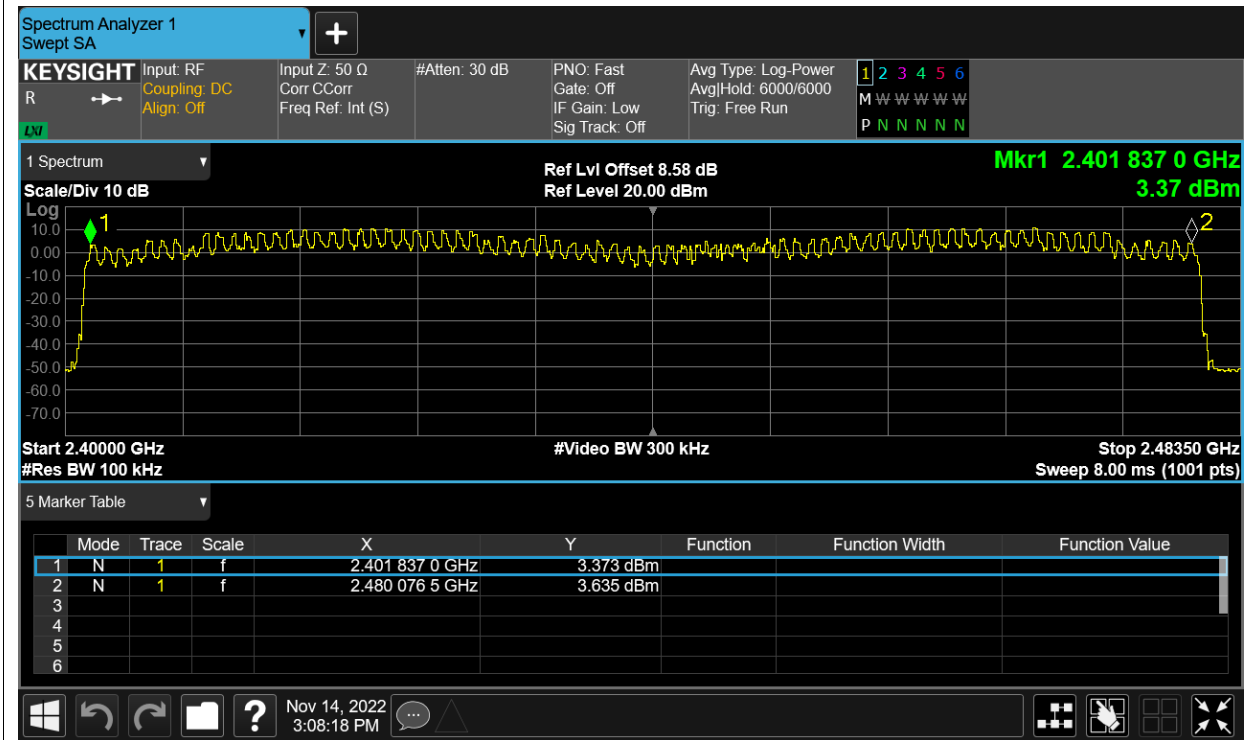 Spectrum Analyzer 1
Swept SA
+
KEYSIGHT
R
LXI
Input: RF
Coupling: DC
Align: Off
Input Z: 50 Ω
Corr CCorr
Freq Ref: Int (S)
#Atten: 30 dB
PNO: Fast
Gate: Off
IF Gain: Low
Sig Track: Off
Avg Type: Log-Power
Avg|Hold: 6000/6000
Trig: Free Run
1 2 3 4 5 6
M W W W W W
P N N N N N
1 Spectrum
Scale/Div 10 dB
Ref Lvl Offset 8.58 dB
Ref Level 20.00 dBm
Mkr1 2.401 837 0 GHz
3.37 dBm
Log
10.0
0.00
-10.0
-20.0
-30.0
-40.0
-50.0
-60.0
-70.0
1
2
Start 2.40000 GHz
#Res BW 100 kHz
#Video BW 300 kHz
Stop 2.48350 GHz
Sweep 8.00 ms (1001 pts)
5 Marker Table
Mode Trace Scale X Y Function Function Width Function Value
1 N 1 f 2.401 837 0 GHz 3.373 dBm
2 N 1 f 2.480 076 5 GHz 3.635 dBm
3
4
5
6
?
Nov 14, 2022
3:08:18 PM